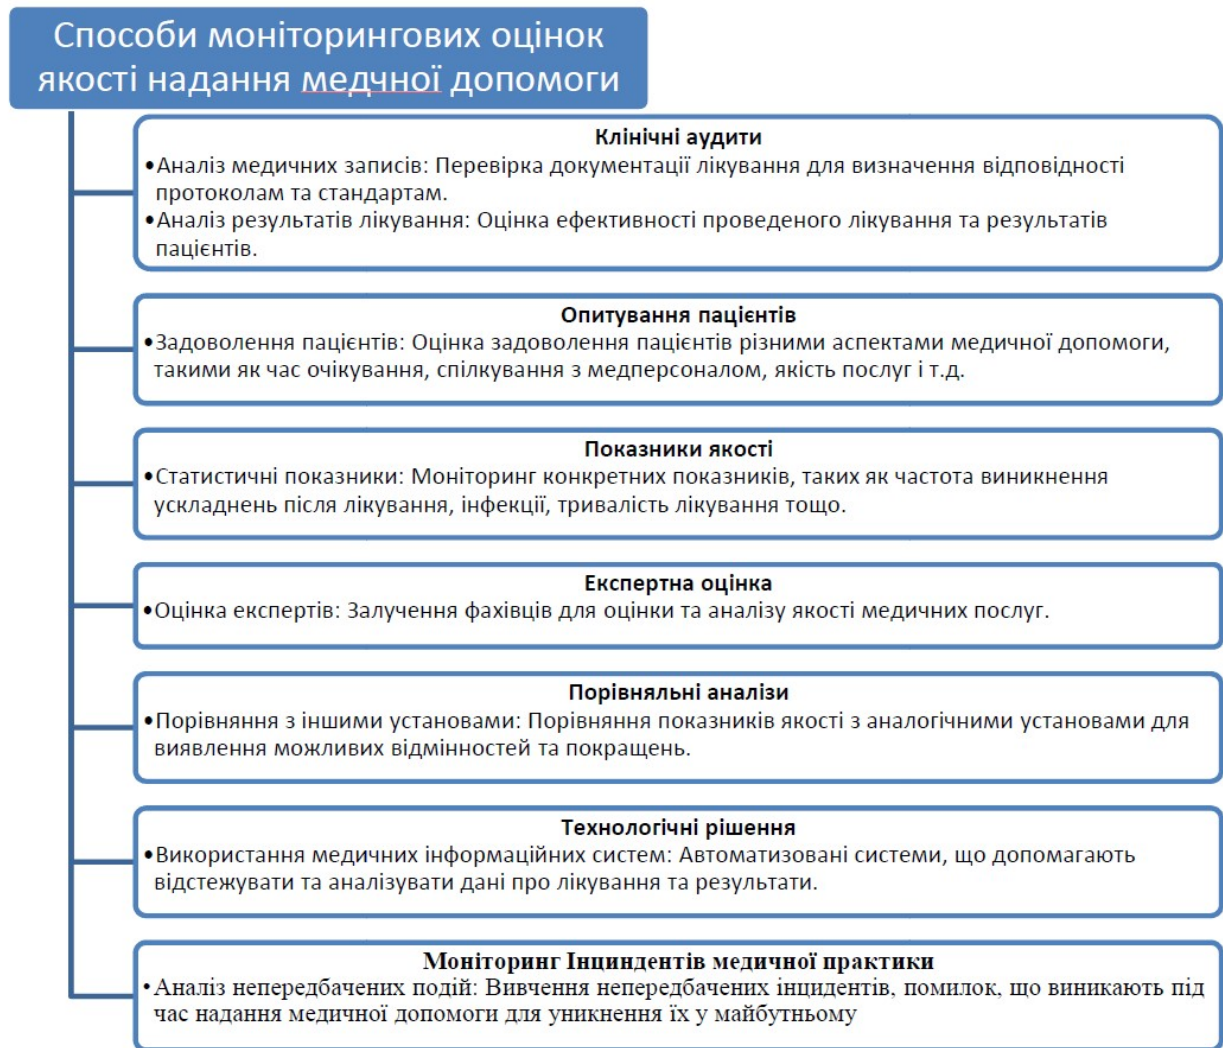 Способи моніторингових оцінок
якості надання медчної допомоги
Клінічні аудити
•Аналіз медичних записів: Перевірка документації лікування для визначення відповідності
протоколам та стандартам.
•Аналіз результатів лікування: Оцінка ефективності проведеного лікування та результатів
пацієнтів.
Опитування пацієнтів
•Задоволення пацієнтів: Оцінка задоволення пацієнтів різними аспектами медичної допомоги,
такими як час очікування, спілкування з медперсоналом, якість послуг і т.д.
Показники якості
•Статистичні показники: Моніторинг конкретних показників, таких як частота виникнення
ускладнень після лікування, інфекції, тривалість лікування тощо.
Експертна оцінка
•Оцінка експертів: Залучення фахівців для оцінки та аналізу якості медичних послуг.
Порівняльні аналізи
•Порівняння з іншими установами: Порівняння показників якості з аналогічними установами для
виявлення можливих відмінностей та покращень.
Технологічні рішення
•Використання медичних інформаційних систем: Автоматизовані системи, що допомагають
відстежувати та аналізувати дані про лікування та результати.
Моніторинг Інциндентів медичної практики
•Аналіз непередбачених подій: Вивчення непередбачених інцидентів, помилок, що виникають під
час надання медичної допомоги для уникнення їх у майбутньому